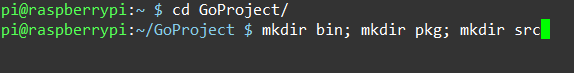 pi@raspberrypi:~ $ cd GoProject/
pi@raspberrypi:~/GoProject $ mkdir bin; mkdir pkg; mkdir src